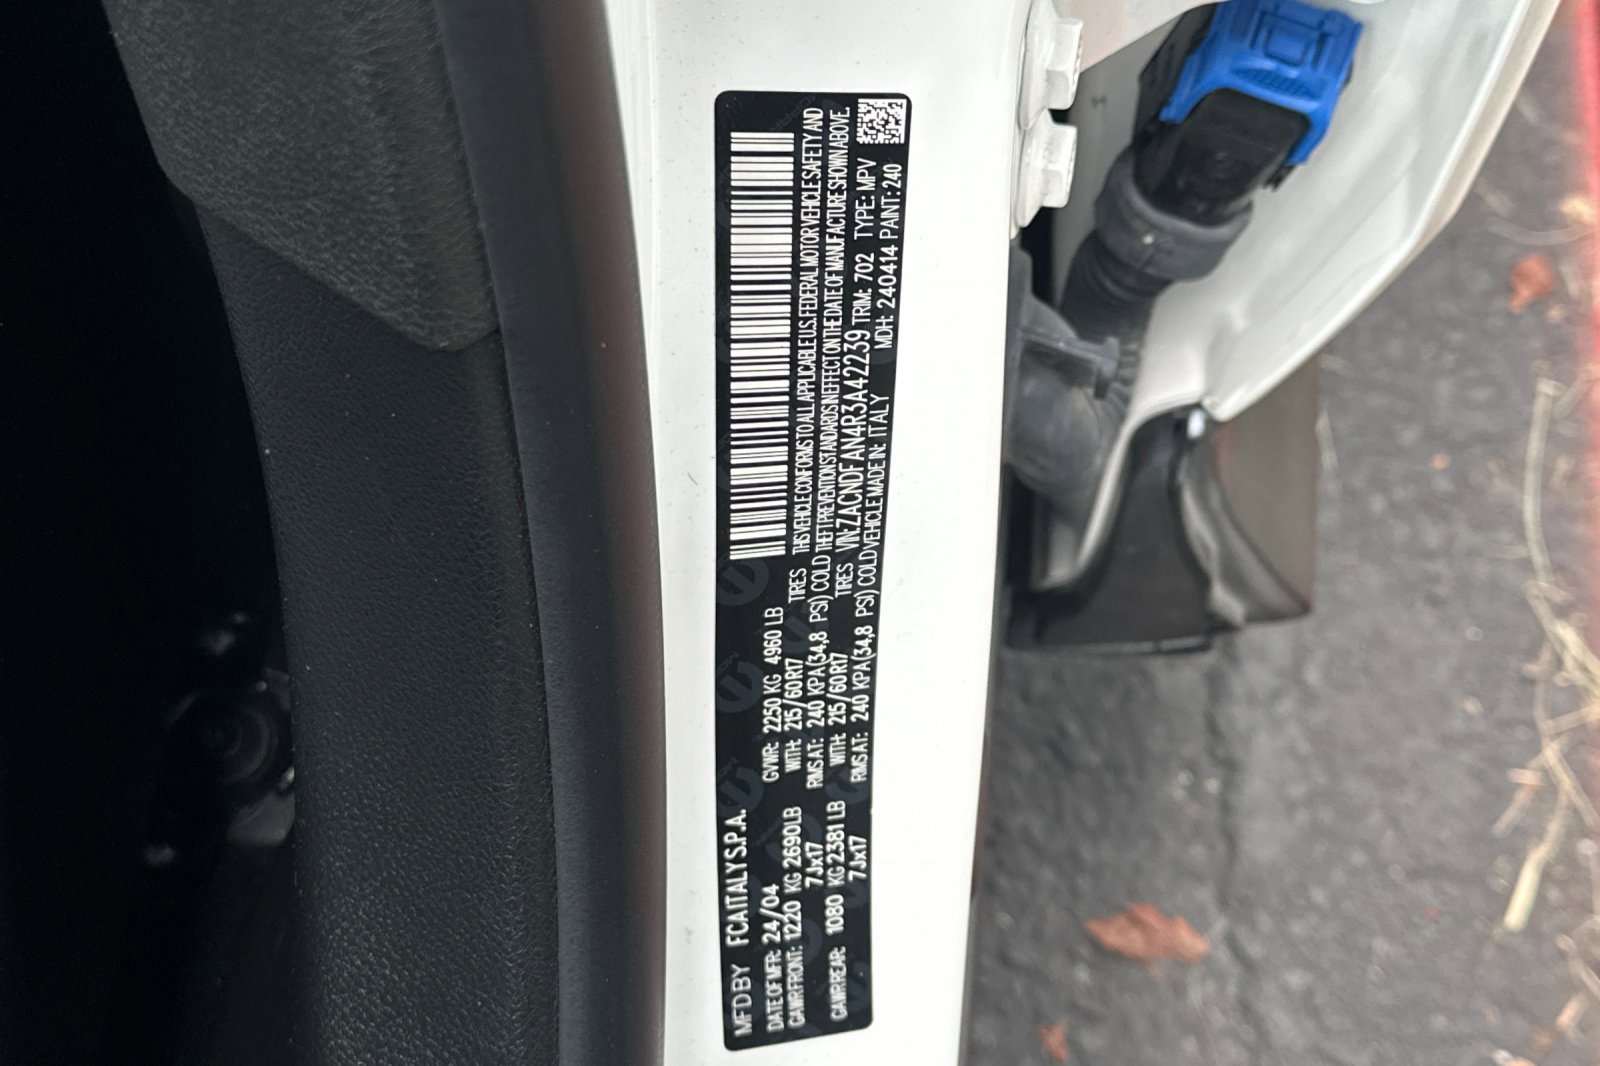 MFD BY FCA ITALY S.P.A.
DATE OF MFR: 24/04 GVWR: 2250 KG 4960 LB
GAWR FRONT: 1220 KG 2690 LB WITH: 215/60R17 TIRES THIS VEHICLE CONFORMS TO ALL APPLICABLE U.S. FEDERAL MOTOR VEHICLE SAFETY AND
7Jx17 RIMS AT: 240 KPA(34,8 PSI) COLD THEFT PREVENTION STANDARDS IN EFFECT ON THE DATE OF MANUFACTURE SHOWN ABOVE.
GAWR REAR: 1080 KG 2381 LB WITH: 215/60R17 TIRES VIN: ZACNDFAN4R3A42239 TRIM: 702 TYPE: MPV
7Jx17 RIMS AT: 240 KPA(34,8 PSI) COLD VEHICLE MADE IN: ITALY MDH: 240414 PAINT: 240